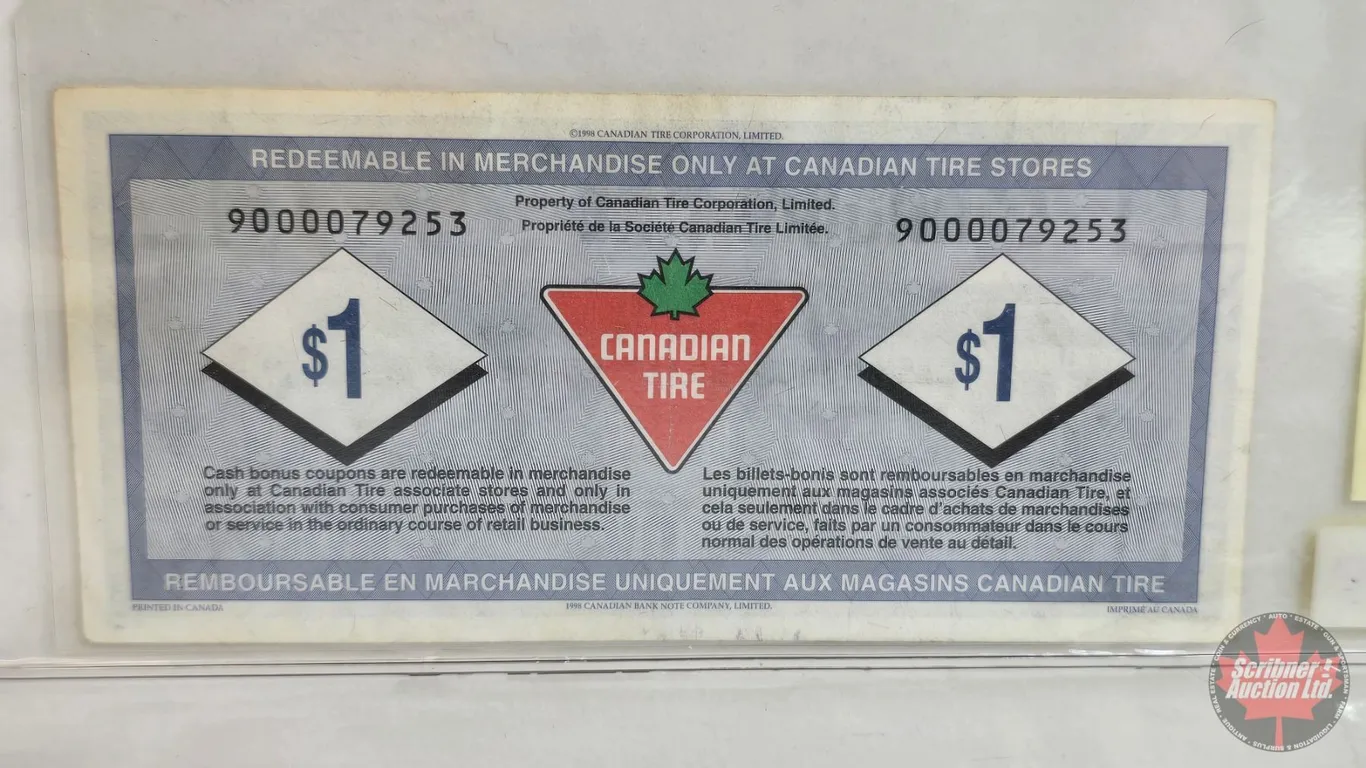 ©1998 CANADIAN TIRE CORPORATION, LIMITED.
REDEEMABLE IN MERCHANDISE ONLY AT CANADIAN TIRE STORES
Property of Canadian Tire Corporation, Limited.
Propriété de la Société Canadian Tire Limitée.
9000079253
9000079253
$1
CANADIAN
TIRE
$1
Cash bonus coupons are redeemable in merchandise
only at Canadian Tire associate stores and only in
association with consumer purchases of merchandise
or service in the ordinary course of retail business.
Les billets-bonis sont remboursables en marchandise
uniquement aux magasins associés Canadian Tire, et
cela seulement dans le cadre d'achats de marchandises
ou de service, faits par un consommateur dans le cours
normal des opérations de vente au détail.
REMBOURSABLE EN MARCHANDISE UNIQUEMENT AUX MAGASINS CANADIAN TIRE
PRINTED IN CANADA
1998 CANADIAN BANK NOTE COMPANY, LIMITED.
IMPRIMÉ AU CANADA
Scribner
Auction Ltd.